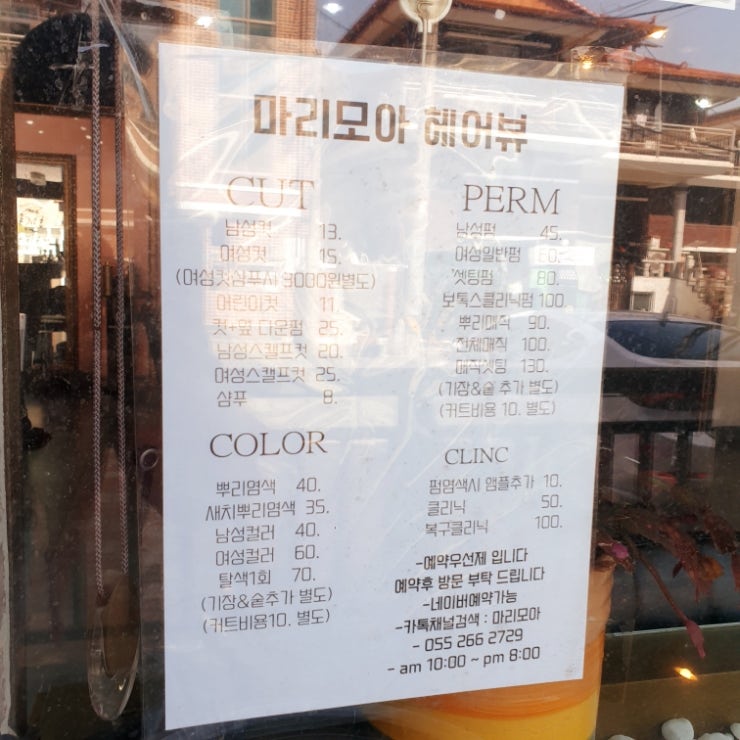 마리모아 헤어뷰
CUT
남성컷 13.
여성컷 15.
(여성컷샴푸시 3000원별도)
어린이컷 11.
컷+옆 다운펌 25.
남성스켈프컷 20.
여성스캘프컷 25.
샴푸 8.
COLOR
뿌리염색 40.
새치뿌리염색 35.
남성컬러 40.
여성컬러 60.
탈색1회 70.
(기장&숱추가 별도)
(커트비용10. 별도)
PERM
남성펌 45.
여성일반펌 60.
셋팅펌 80.
보톡스클리닉펌 100.
뿌리매직 90.
전체매직 100.
매직셋팅 130.
(기장&숱 추가 별도)
(커트비용 10. 별도)
CLINC
펌염색시 앰플추가 10.
클리닉 50.
복구클리닉 100.
-예약우선제 입니다
예약후 방문 부탁 드립니다
-네이버예약가능
-카톡채널검색 : 마리모아
- 055 266 2729
- am 10:00 ~ pm 8:00